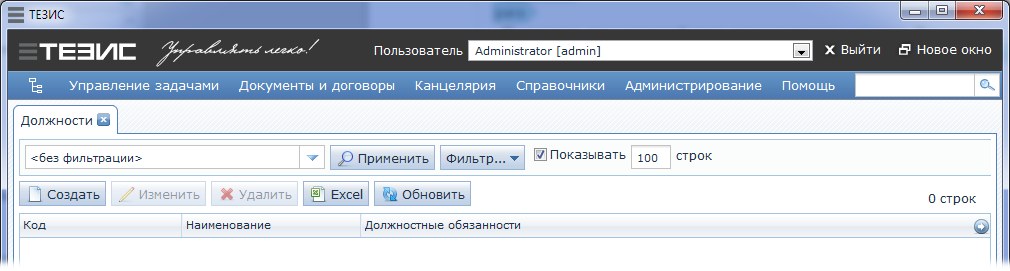 ТЕЗИС
ТЕЗИС Управлять легко! Пользователь Administrator [admin] Выйти Новое окно
Управление задачами Документы и договоры Канцелярия Справочники Администрирование Помощь
Должности
<без фильтрации> Применить Фильтр... Показывать 100 строк
Создать Изменить Удалить Excel Обновить 0 строк
Код Наименование Должностные обязанности